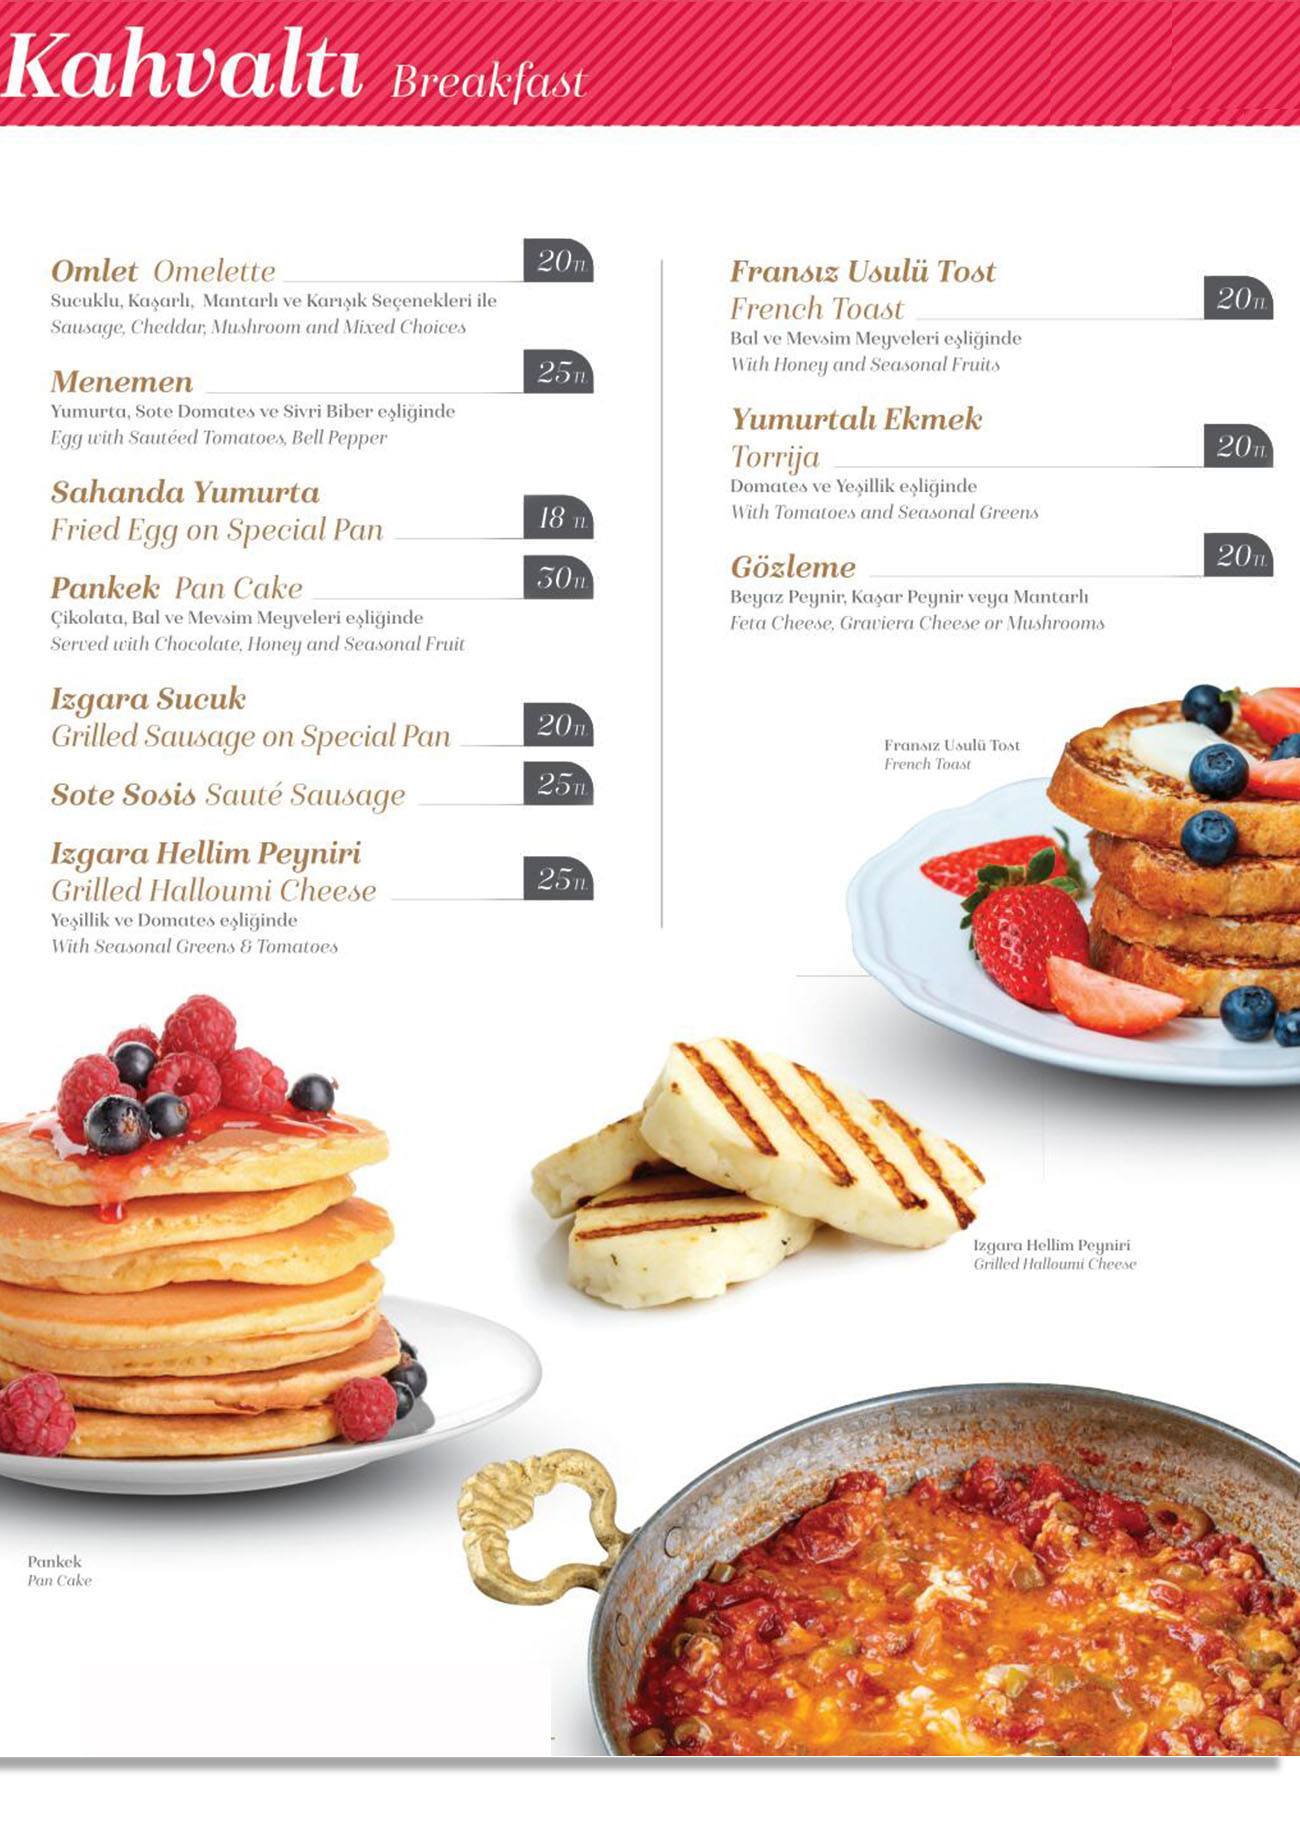 Kahvaltı Breakfast
Omlet Omelette 20TL
Sucuklu, Kaşarlı, Mantarlı ve Karışık Seçenekleri ile
Sausage, Cheddar, Mushroom and Mixed Choices
Menemen 25TL
Yumurta, Sote Domates ve Sivri Biber eşliğinde
Egg with Sautéed Tomatoes, Bell Pepper
Sahanda Yumurta
Fried Egg on Special Pan 18 TL
Pankek Pan Cake 30TL
Çikolata, Bal ve Mevsim Meyveleri eşliğinde
Served with Chocolate, Honey and Seasonal Fruit
Izgara Sucuk
Grilled Sausage on Special Pan 20TL
Sote Sosis Sauté Sausage 25TL
Izgara Hellim Peyniri
Grilled Halloumi Cheese 25TL
Yeşillik ve Domates eşliğinde
With Seasonal Greens & Tomatoes
Fransız Usulü Tost
French Toast 20TL
Bal ve Mevsim Meyveleri eşliğinde
With Honey and Seasonal Fruits
Yumurtalı Ekmek
Torrija 20TL
Domates ve Yeşillik eşliğinde
With Tomatoes and Seasonal Greens
Gözleme 20TL
Beyaz Peynir, Kaşar Peynir veya Mantarlı
Feta Cheese, Graviera Cheese or Mushrooms
Fransız Usulü Tost
French Toast
Izgara Hellim Peyniri
Grilled Halloumi Cheese
Pankek
Pan Cake